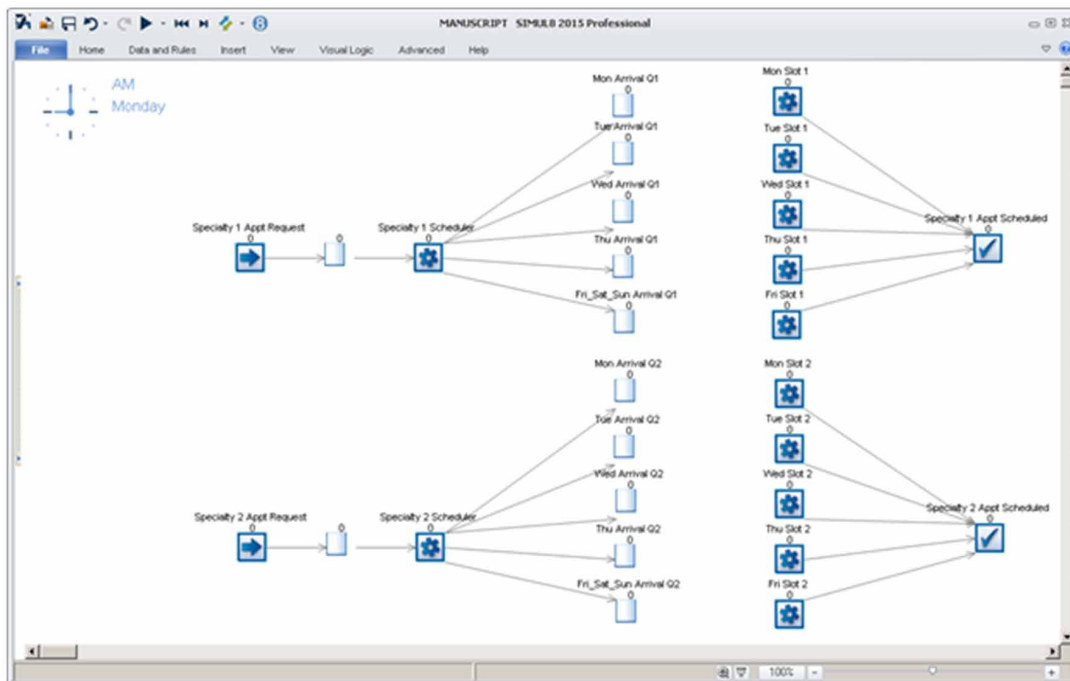 MANUSCRIPT SIMUL8 2015 Professional
File Home Data and Rules Insert View Visual Logic Advanced Help
AM
Monday
Mon Arrival Q1
0
Tue Arrival Q1
0
Wed Arrival Q1
0
Thu Arrival Q1
0
Fri_Sat_Sun Arrival Q1
0
Mon Slot 1
0
Tue Slot 1
0
Wed Slot 1
0
Thu Slot 1
0
Fri Slot 1
0
Specialty 1 Appt Request
0
0
Specialty 1 Scheduler
0
Specialty 1 Appt Scheduled
0
Mon Arrival Q2
0
Tue Arrival Q2
0
Wed Arrival Q2
0
Thu Arrival Q2
0
Fri_Sat_Sun Arrival Q2
0
Mon Slot 2
0
Tue Slot 2
0
Wed Slot 2
0
Thu Slot 2
0
Fri Slot 2
0
Specialty 2 Appt Request
0
0
Specialty 2 Scheduler
0
Specialty 2 Appt Scheduled
0
100%